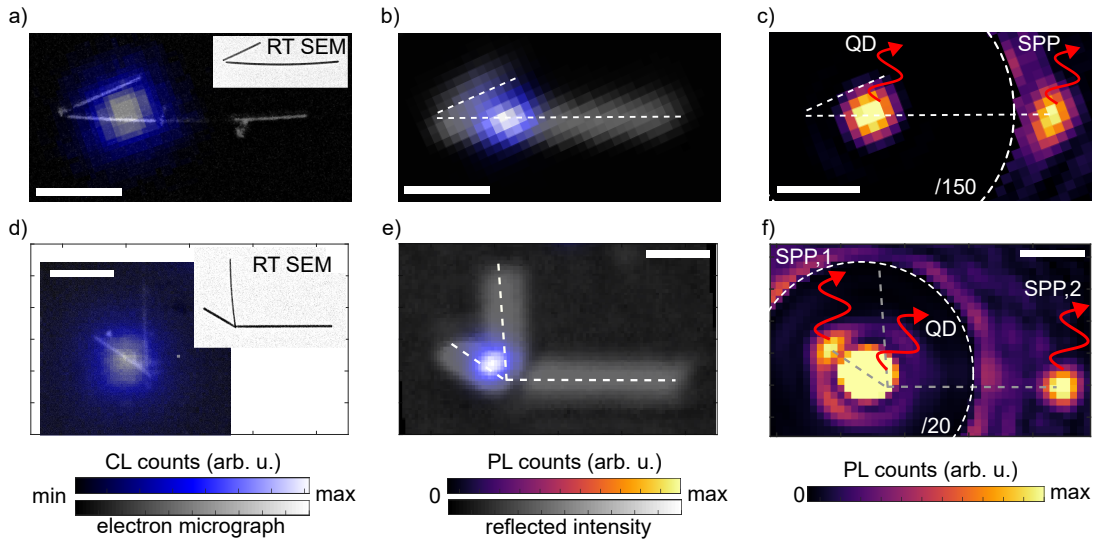 a)
RT SEM
b)
c)
QD
SPP
/150
d)
RT SEM
e)
f)
SPP,1
SPP,2
QD
/20
CL counts (arb. u.)
min
max
electron micrograph
PL counts (arb. u.)
0
max
reflected intensity
PL counts (arb. u.)
0
max